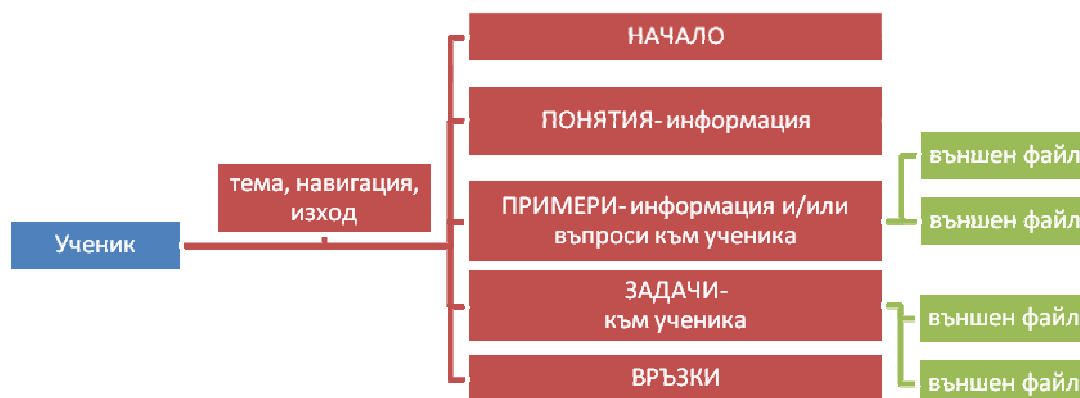 НАЧАЛО
ПОНЯТИЯ- информация
външен файл
тема, навигация,
изход
ПРИМЕРИ- информация и/или
въпроси към ученика
външен файл
Ученик
ЗАДАЧИ-
към ученика
външен файл
ВРЪЗКИ
външен файл